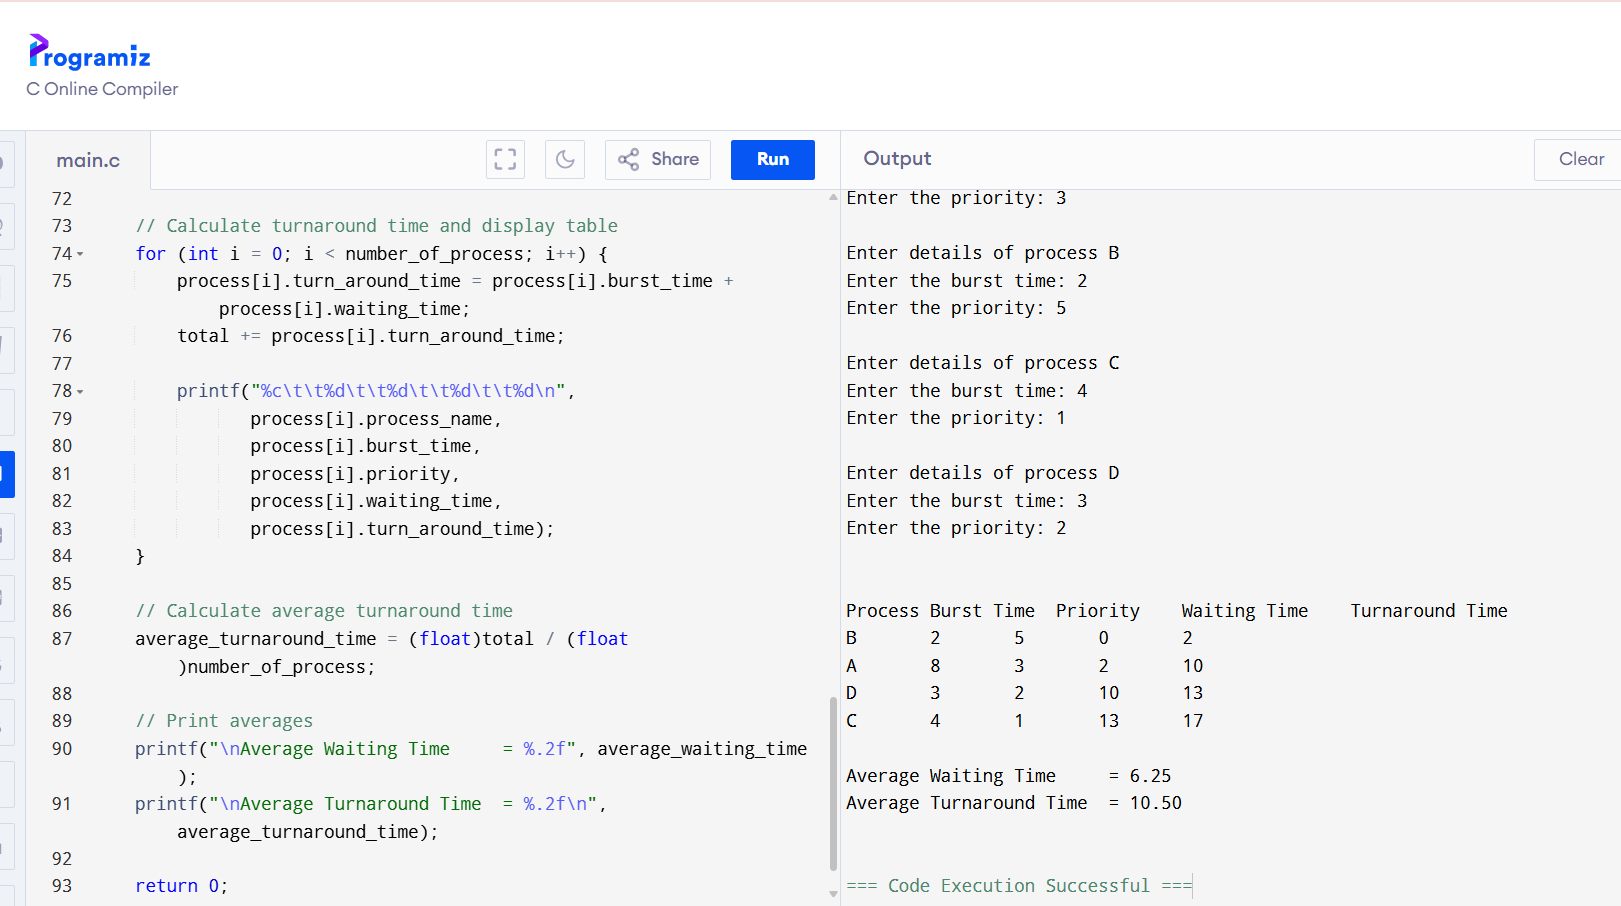 Programiz
C Online Compiler
main.c
Share
Run
Output
Clear
72
73 // Calculate turnaround time and display table
74 for (int i = 0; i < number_of_process; i++) {
75 process[i].turn_around_time = process[i].burst_time +
process[i].waiting_time;
76 total += process[i].turn_around_time;
77
78 printf("%c\t\t%d\t\t%d\t\t%d\t\t%d\n",
79 process[i].process_name,
80 process[i].burst_time,
81 process[i].priority,
82 process[i].waiting_time,
83 process[i].turn_around_time);
84 }
85
86 // Calculate average turnaround time
87 average_turnaround_time = (float)total / (float
)number_of_process;
88
89 // Print averages
90 printf("\nAverage Waiting Time     = %.2f", average_waiting_time
);
91 printf("\nAverage Turnaround Time  = %.2f\n",
average_turnaround_time);
92
93 return 0;
Enter the priority: 3
Enter details of process B
Enter the burst time: 2
Enter the priority: 5
Enter details of process C
Enter the burst time: 4
Enter the priority: 1
Enter details of process D
Enter the burst time: 3
Enter the priority: 2
Process Burst Time  Priority    Waiting Time    Turnaround Time
B       2       5       0       2
A       8       3       2       10
D       3       2       10      13
C       4       1       13      17
Average Waiting Time     = 6.25
Average Turnaround Time  = 10.50
=== Code Execution Successful ===